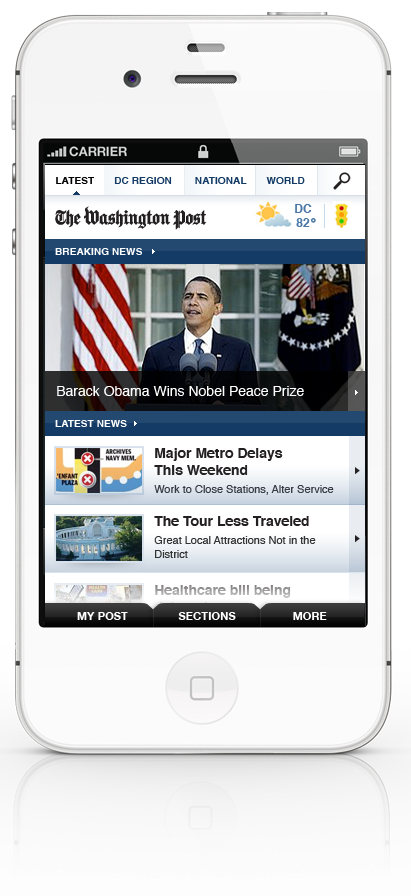 CARRIER
LATEST DC REGION NATIONAL WORLD
The Washington Post
DC
82°
BREAKING NEWS
Barack Obama Wins Nobel Peace Prize
LATEST NEWS
ARCHIVES
NAVY MEM.
L'ENFANT
PLAZA
Major Metro Delays
This Weekend
Work to Close Stations, Alter Service
The Tour Less Traveled
Great Local Attractions Not in the
District
Healthcare bill being
MY POST SECTIONS MORE